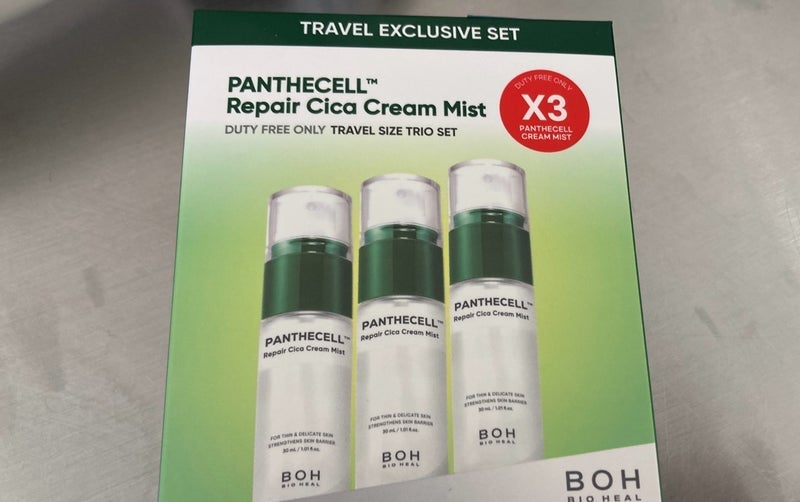 TRAVEL EXCLUSIVE SET
PANTHECELL™
Repair Cica Cream Mist
DUTY FREE ONLY TRAVEL SIZE TRIO SET
DUTY FREE ONLY
X3
PANTHECELL
CREAM MIST
PANTHECELL™
Repair Cica Cream Mist
FOR THIN & DELICATE SKIN
STRENGTHENS SKIN BARRIER
30 mL / 1.01 fl.oz.
BOH
BIO HEAL
PANTHECELL™
Repair Cica Cream Mist
FOR THIN & DELICATE SKIN
STRENGTHENS SKIN BARRIER
30 mL / 1.01 fl.oz.
BOH
BIO HEAL
PANTHECELL™
Repair Cica Cream Mist
FOR THIN & DELICATE SKIN
STRENGTHENS SKIN BARRIER
30 mL / 1.01 fl.oz.
BOH
BIO HEAL
BOH
BIO HEAL